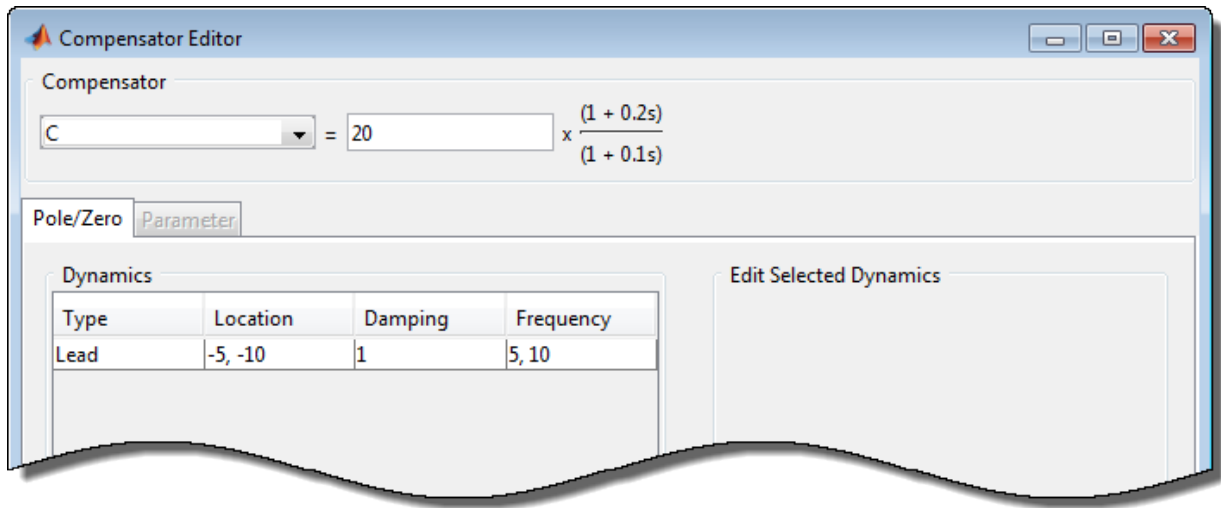 Compensator Editor
Compensator
C = 20 x (1 + 0.2s)
(1 + 0.1s)
Pole/Zero Parameter
Dynamics Edit Selected Dynamics
Type Location Damping Frequency
Lead -5, -10 1 5, 10